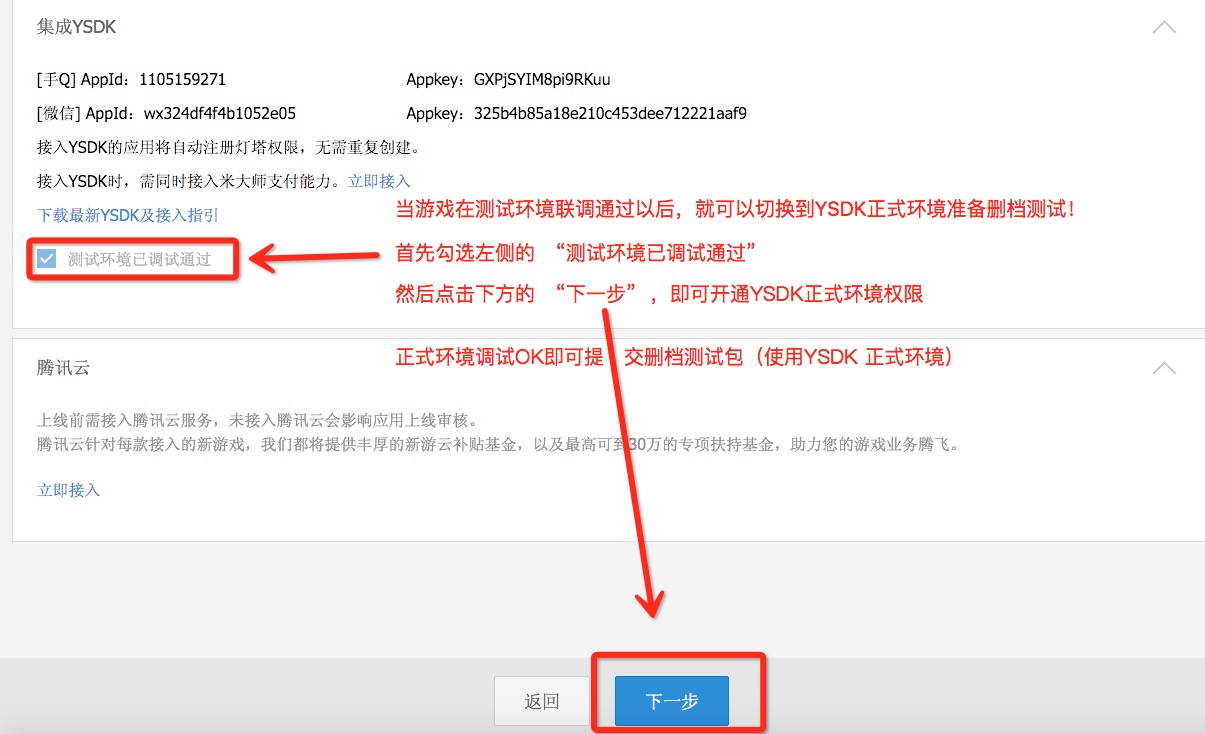 集成YSDK
[手Q] AppId：1105159271 Appkey：GXPjSYIM8pi9RKuu
[微信] AppId：wx324df4f4b1052e05 Appkey：325b4b85a18e210c453dee712221aaf9
接入YSDK的应用将自动注册灯塔权限，无需重复创建。
接入YSDK时，需同时接入米大师支付能力。立即接入
下载最新YSDK及接入指引
当游戏在测试环境联调通过以后，就可以切换到YSDK正式环境准备删档测试！
测试环境已调试通过
首先勾选左侧的 “测试环境已调试通过”
然后点击下方的 “下一步” ，即可开通YSDK正式环境权限
正式环境调试OK即可提 交删档测试包（使用YSDK 正式环境）
腾讯云
上线前需接入腾讯云服务，未接入腾讯云会影响应用上线审核。
腾讯云针对每款接入的新游戏，我们都将提供丰厚的新游云补贴基金，以及最高可到30万的专项扶持基金，助力您的游戏业务腾飞。
立即接入
返回 下一步